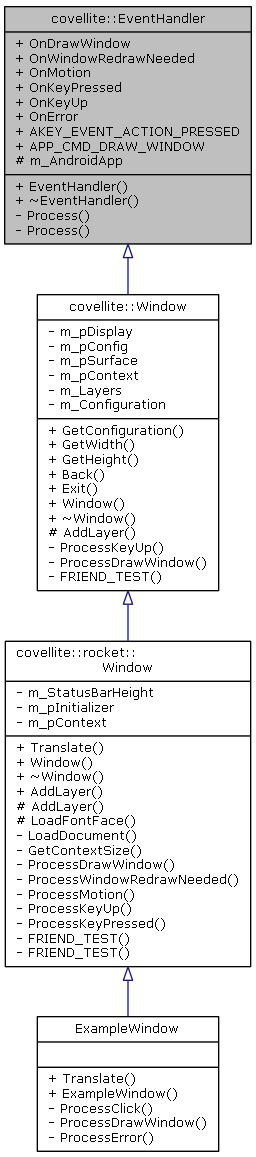 covellite::EventHandler
+ OnDrawWindow
+ OnWindowRedrawNeeded
+ OnMotion
+ OnKeyPressed
+ OnKeyUp
+ OnError
+ AKEY_EVENT_ACTION_PRESSED
+ APP_CMD_DRAW_WINDOW
# m_AndroidApp
+ EventHandler()
+ ~EventHandler()
- Process()
- Process()
covellite::Window
- m_pDisplay
- m_pConfig
- m_pSurface
- m_pContext
- m_Layers
- m_Configuration
+ GetConfiguration()
+ GetWidth()
+ GetHeight()
+ Back()
+ Exit()
+ Window()
+ ~Window()
# AddLayer()
- ProcessKeyUp()
- ProcessDrawWindow()
- FRIEND_TEST()
covellite::rocket::
Window
- m_StatusBarHeight
- m_pInitializer
- m_pContext
+ Translate()
+ Window()
+ ~Window()
+ AddLayer()
# AddLayer()
# LoadFontFace()
- LoadDocument()
- GetContextSize()
- ProcessDrawWindow()
- ProcessWindowRedrawNeeded()
- ProcessMotion()
- ProcessKeyUp()
- ProcessKeyPressed()
- FRIEND_TEST()
- FRIEND_TEST()
ExampleWindow
+ Translate()
+ ExampleWindow()
- ProcessClick()
- ProcessDrawWindow()
- ProcessError()